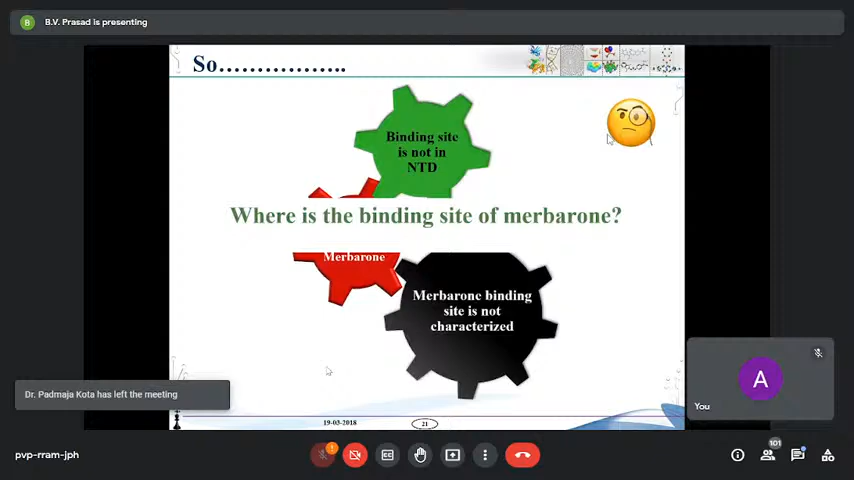 B
B.V. Prasad is presenting
So................
Binding site
is not in
NTD
Where is the binding site of merbarone?
Merbarone
Merbarone binding
site is not
characterized
A
You
Dr. Padmaja Kota has left the meeting
19-03-2018
21
pvp-rram-jph
CC
101